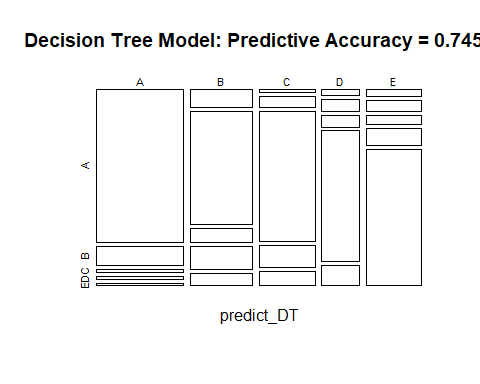 Decision Tree Model: Predictive Accuracy = 0.745
A B C D E
A
B
EDC
predict_DT